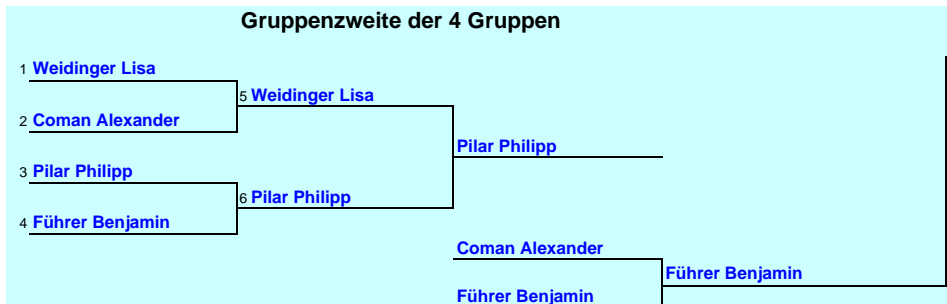 Gruppenzweite der 4 Gruppen
1 Weidinger Lisa
5 Weidinger Lisa
2 Coman Alexander
Pilar Philipp
3 Pilar Philipp
6 Pilar Philipp
4 Führer Benjamin
Coman Alexander
Führer Benjamin
Führer Benjamin